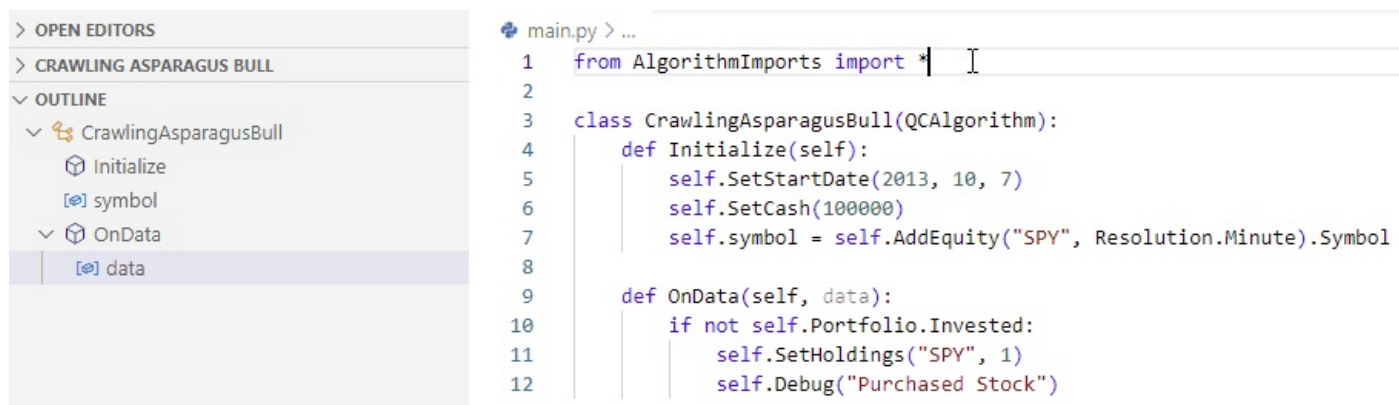 OPEN EDITORS
CRAWLING ASPARAGUS BULL
OUTLINE
CrawlingAsparagusBull
Initialize
symbol
OnData
data
main.py > ...
1 from AlgorithmImports import *
2
3 class CrawlingAsparagusBull(QCAlgorithm):
4     def Initialize(self):
5         self.SetStartDate(2013, 10, 7)
6         self.SetCash(100000)
7         self.symbol = self.AddEquity("SPY", Resolution.Minute).Symbol
8
9     def OnData(self, data):
10         if not self.Portfolio.Invested:
11             self.SetHoldings("SPY", 1)
12             self.Debug("Purchased Stock")